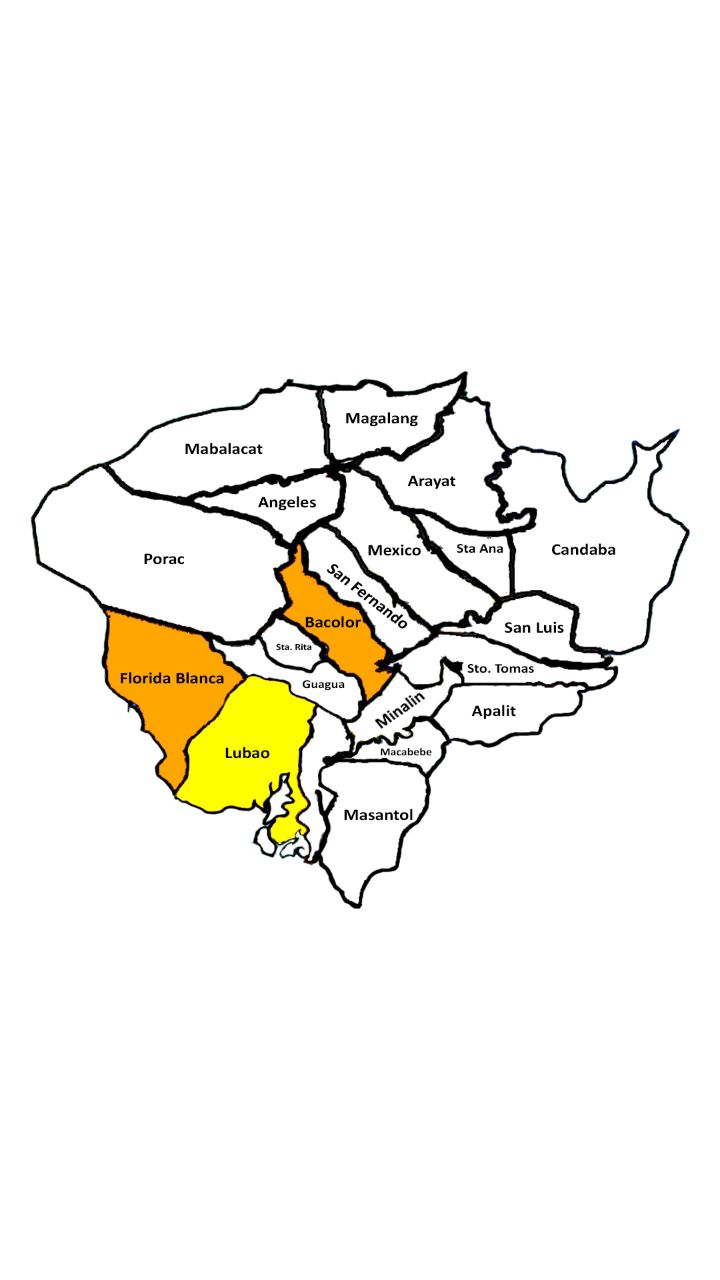 Magalang
Mabalacat
Arayat
Angeles
Mexico
Sta Ana
Candaba
Porac
San Fernando
Bacolor
San Luis
Sta. Rita
Sto. Tomas
Florida Blanca
Guagua
Minalin
Apalit
Lubao
Macabebe
Masantol